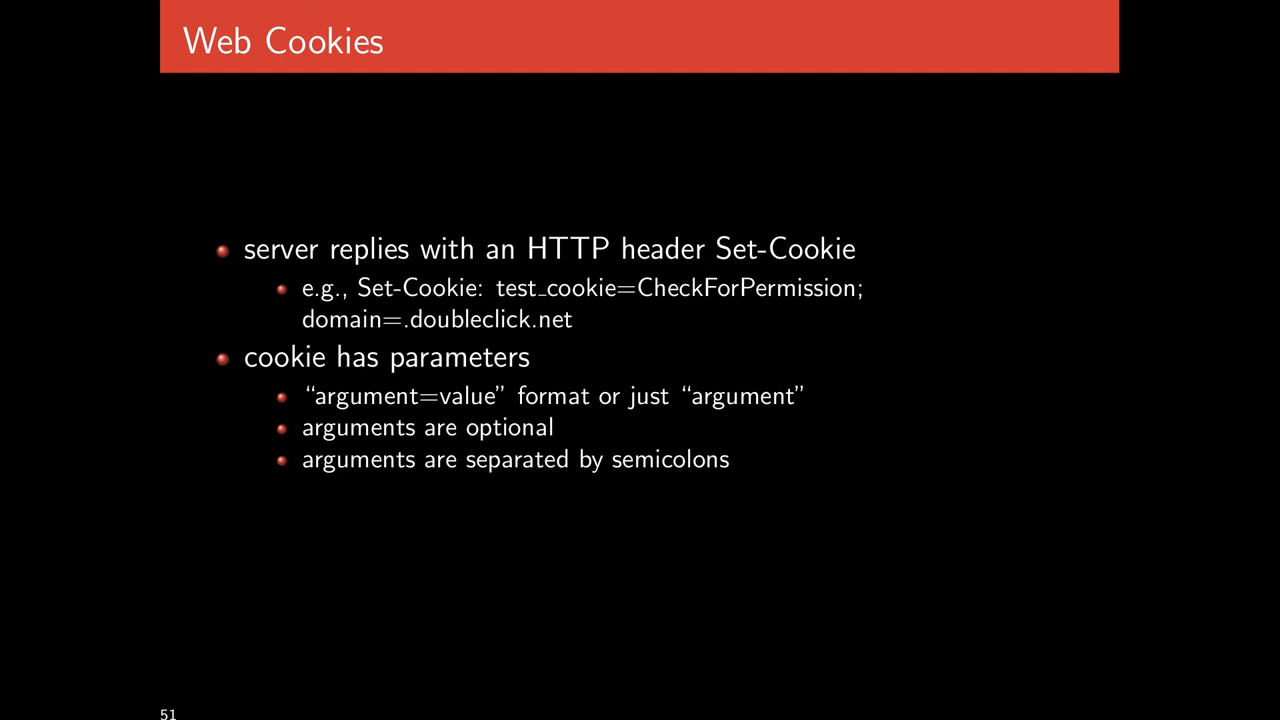 Web Cookies
server replies with an HTTP header Set-Cookie
e.g., Set-Cookie: test_cookie=CheckForPermission;
domain=.doubleclick.net
cookie has parameters
“argument=value” format or just “argument”
arguments are optional
arguments are separated by semicolons
51